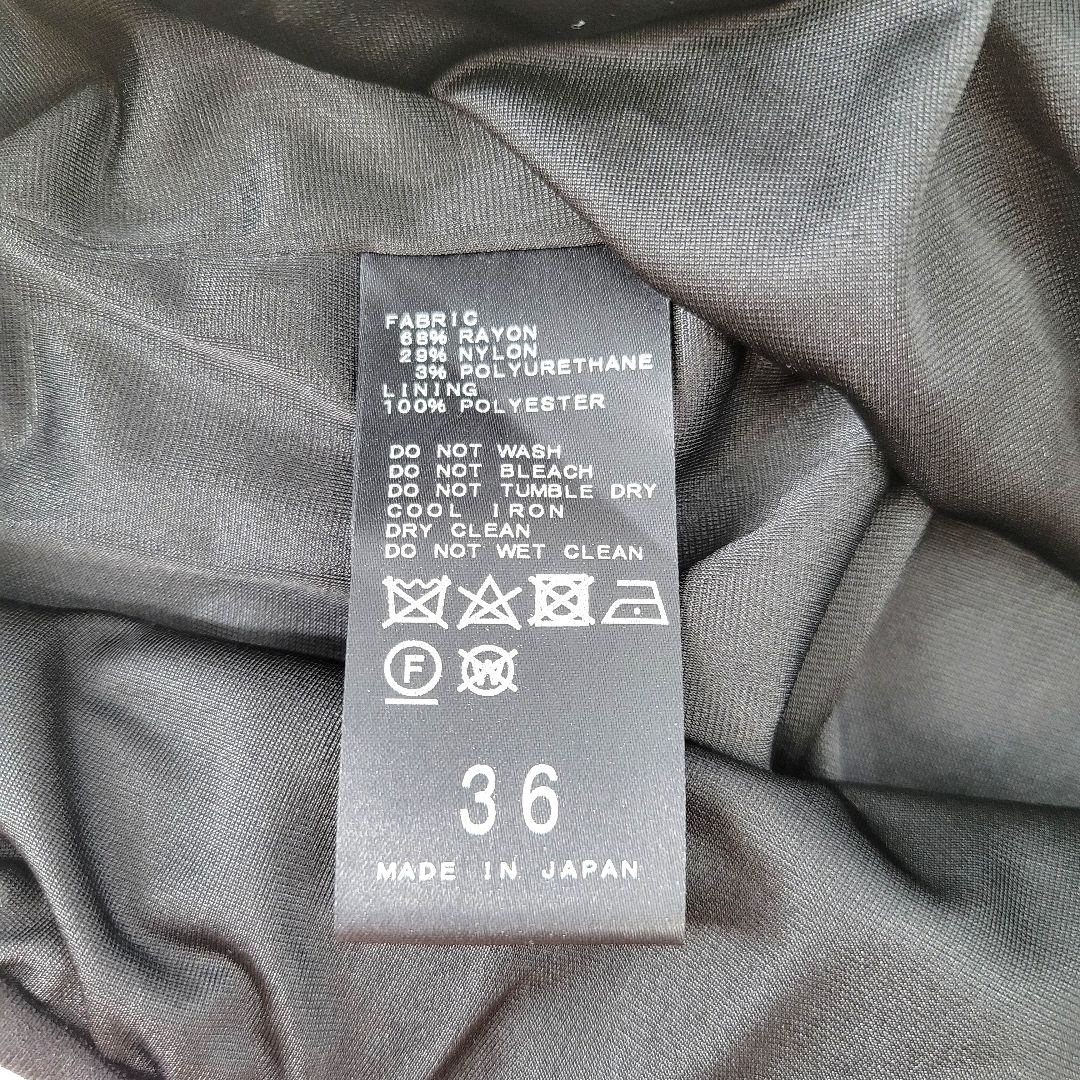 FABRIC
68% RAYON
29% NYLON
3% POLYURETHANE
LINING
100% POLYESTER
DO NOT WASH
DO NOT BLEACH
DO NOT TUMBLE DRY
COOL IRON
DRY CLEAN
DO NOT WET CLEAN
F W
36
MADE IN JAPAN